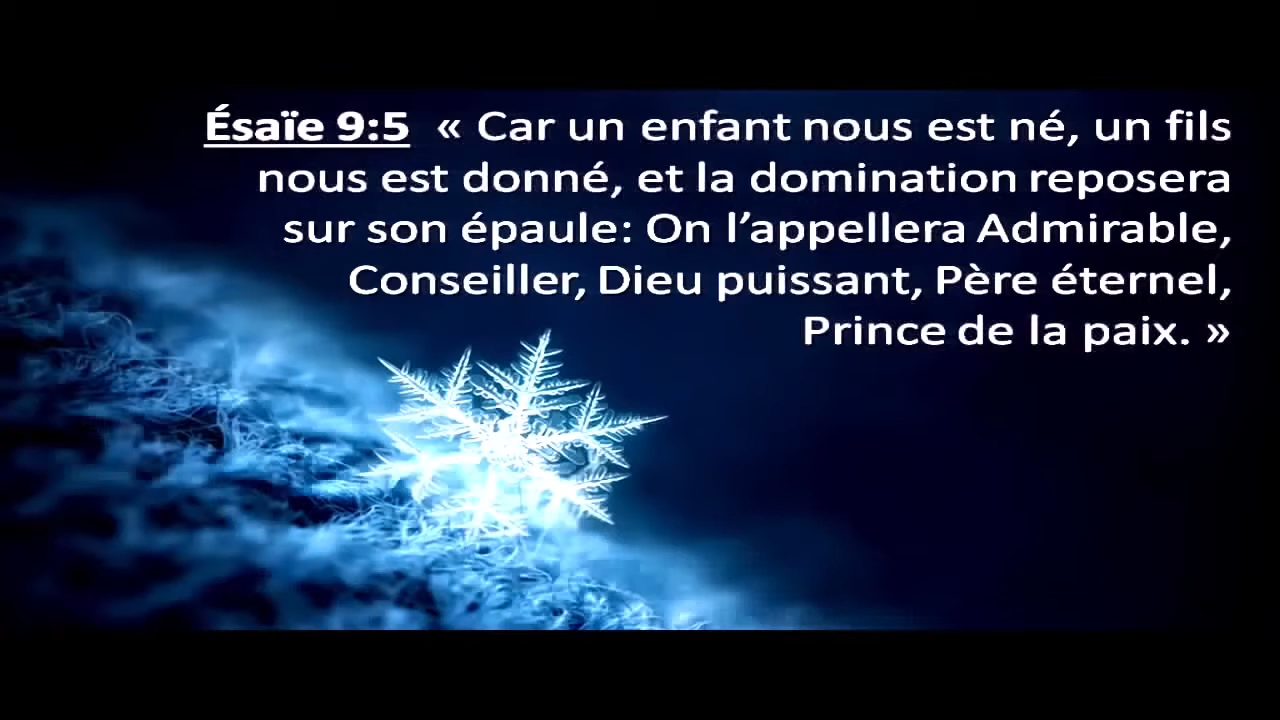 Ésaïe 9:5 « Car un enfant nous est né, un fils
nous est donné, et la domination reposera
sur son épaule: On l’appellera Admirable,
Conseiller, Dieu puissant, Père éternel,
Prince de la paix. »